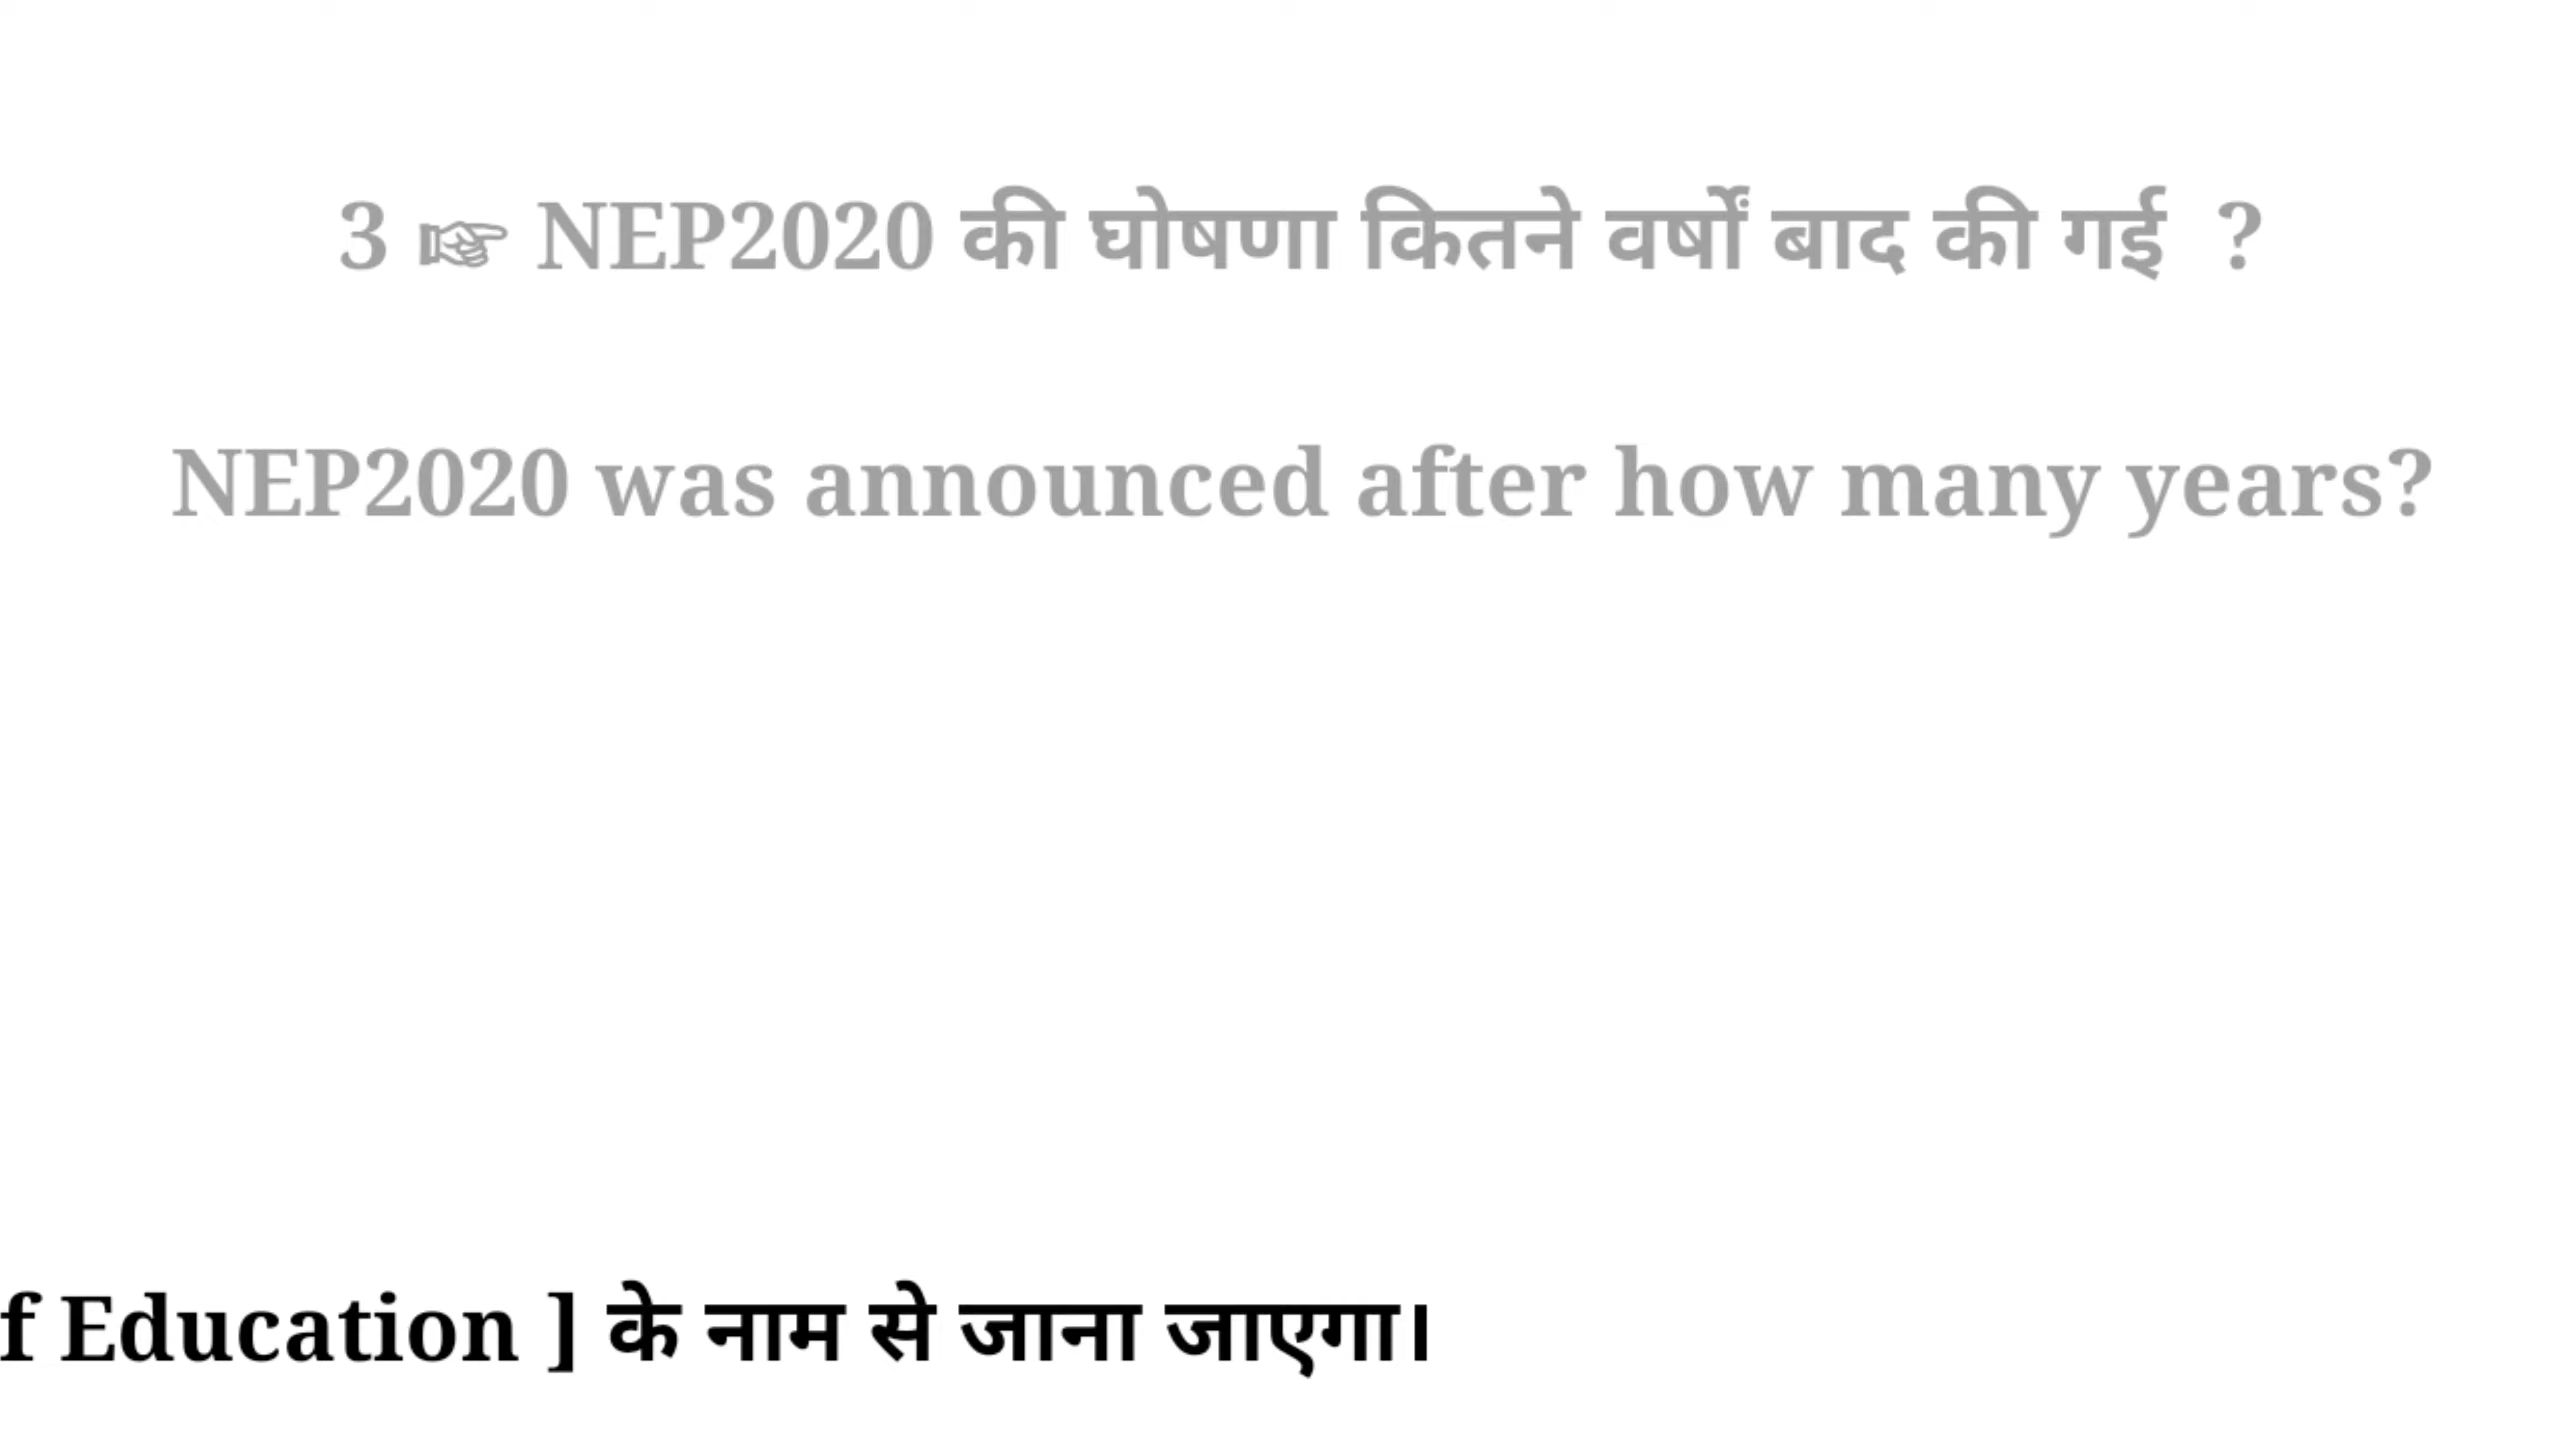 3 ☞ NEP2020 की घोषणा कितने वर्षों बाद की गई ?
NEP2020 was announced after how many years?
f Education ] के नाम से जाना जाएगा।